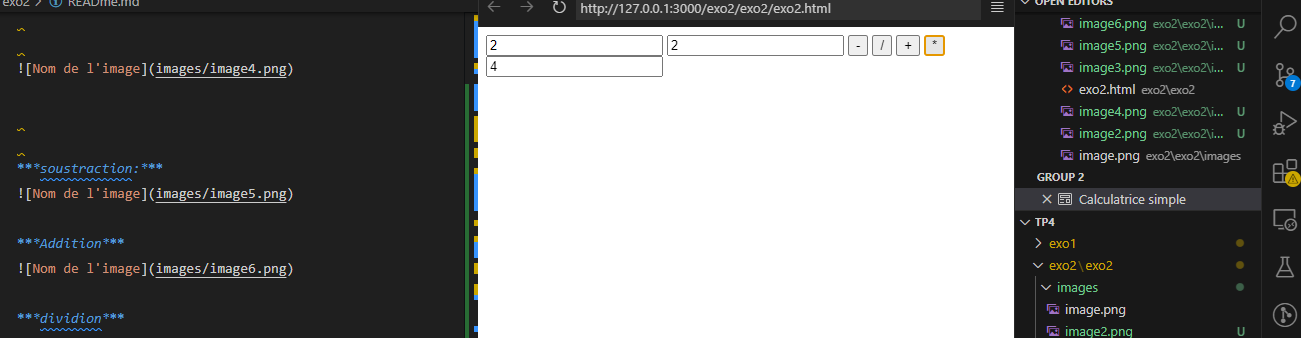 exo2 > READme.md
![Nom de l'image](images/image4.png)
***soustraction:***
![Nom de l'image](images/image5.png)
***Addition***
![Nom de l'image](images/image6.png)
***dividion***
http://127.0.0.1:3000/exo2/exo2/exo2.html
2 2 - / + *
4
OPEN EDITORS
image6.png exo2\exo2\i... U
image5.png exo2\exo2\i... U
image3.png exo2\exo2\i... U
exo2.html exo2\exo2
image4.png exo2\exo2\i... U
image2.png exo2\exo2\i... U
image.png exo2\exo2\images
GROUP 2
Calculatrice simple
TP4
exo1
exo2\exo2
images
image.png
image2.png U
7